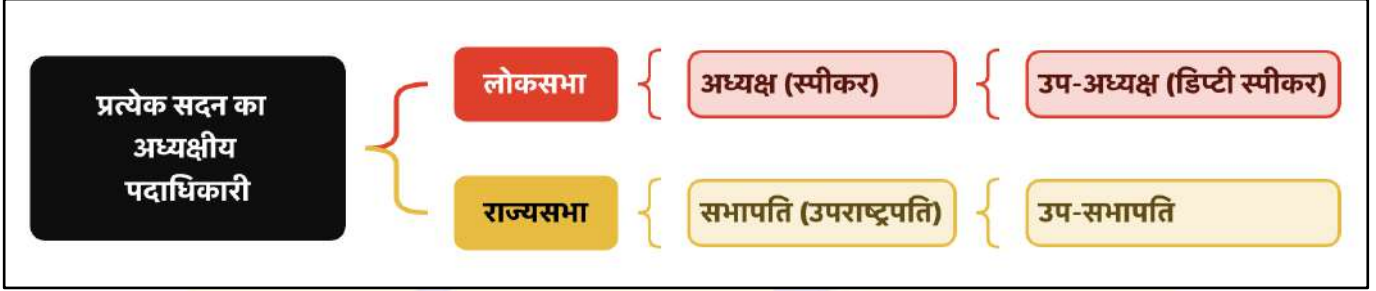 प्रत्येक सदन का
अध्यक्षीय
पदाधिकारी
लोकसभा
अध्यक्ष (स्पीकर)
उप-अध्यक्ष (डिप्टी स्पीकर)
राज्यसभा
सभापति (उपराष्ट्रपति)
उप-सभापति